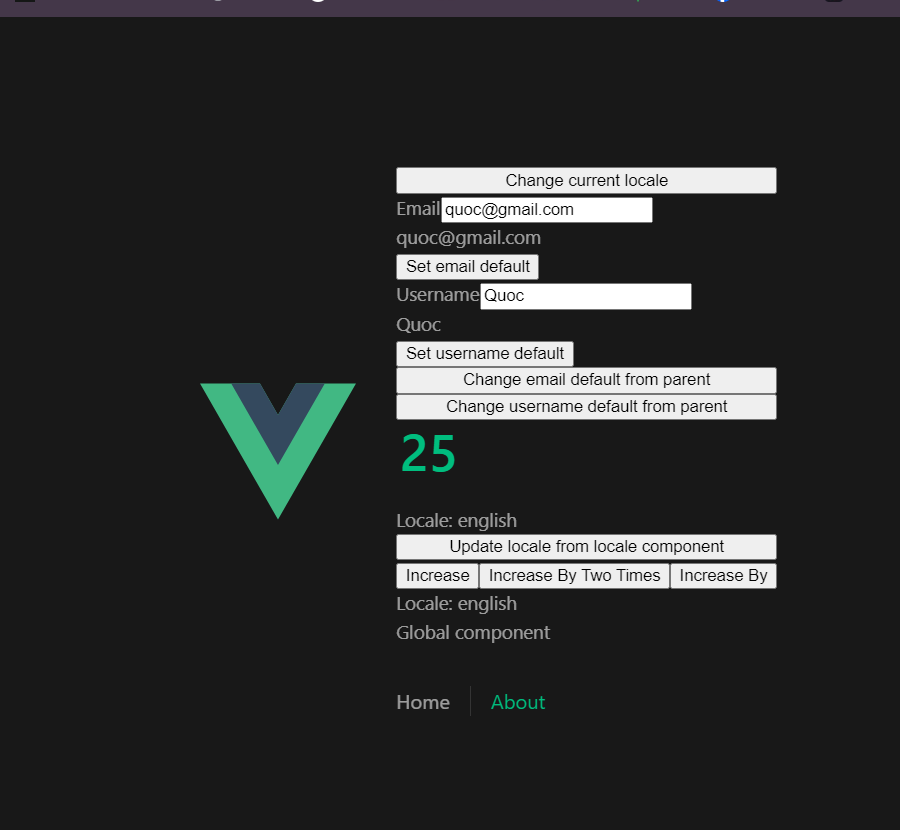 Change current locale
Email quoc@gmail.com
quoc@gmail.com
Set email default
Username Quoc
Quoc
Set username default
Change email default from parent
Change username default from parent
25
Locale: english
Update locale from locale component
Increase Increase By Two Times Increase By
Locale: english
Global component
Home About